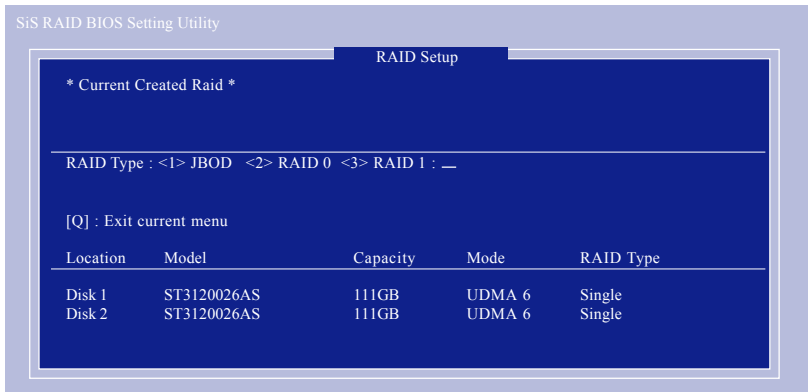 SiS RAID BIOS Setting Utility
RAID Setup
* Current Created Raid *
RAID Type : <1> JBOD <2> RAID 0 <3> RAID 1 : _
[Q] : Exit current menu
Location Model Capacity Mode RAID Type
Disk 1 ST3120026AS 111GB UDMA 6 Single
Disk 2 ST3120026AS 111GB UDMA 6 Single